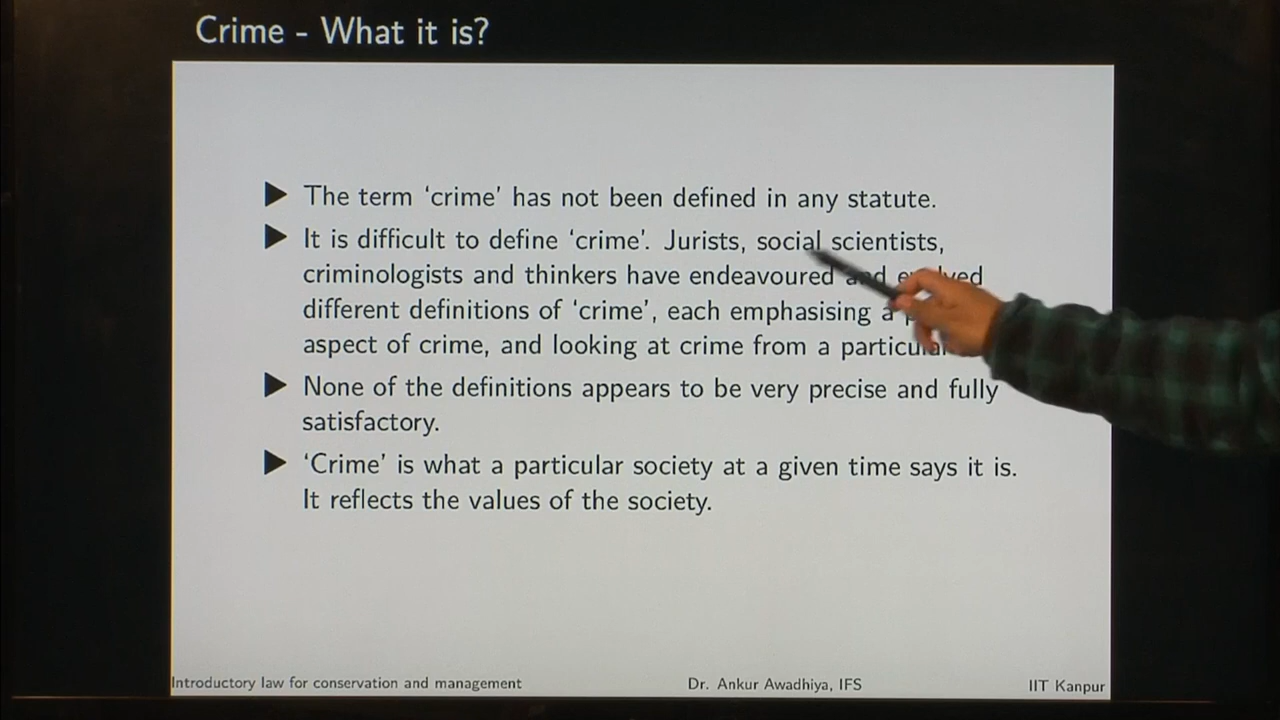 Crime - What it is?
The term ‘crime’ has not been defined in any statute.
It is difficult to define ‘crime’. Jurists, social scientists,
criminologists and thinkers have endeavoured and evolved
different definitions of ‘crime’, each emphasising a
aspect of crime, and looking at crime from a particular
None of the definitions appears to be very precise and fully
satisfactory.
‘Crime’ is what a particular society at a given time says it is.
It reflects the values of the society.
Introductory law for conservation and management
Dr. Ankur Awadhiya, IFS
IIT Kanpur